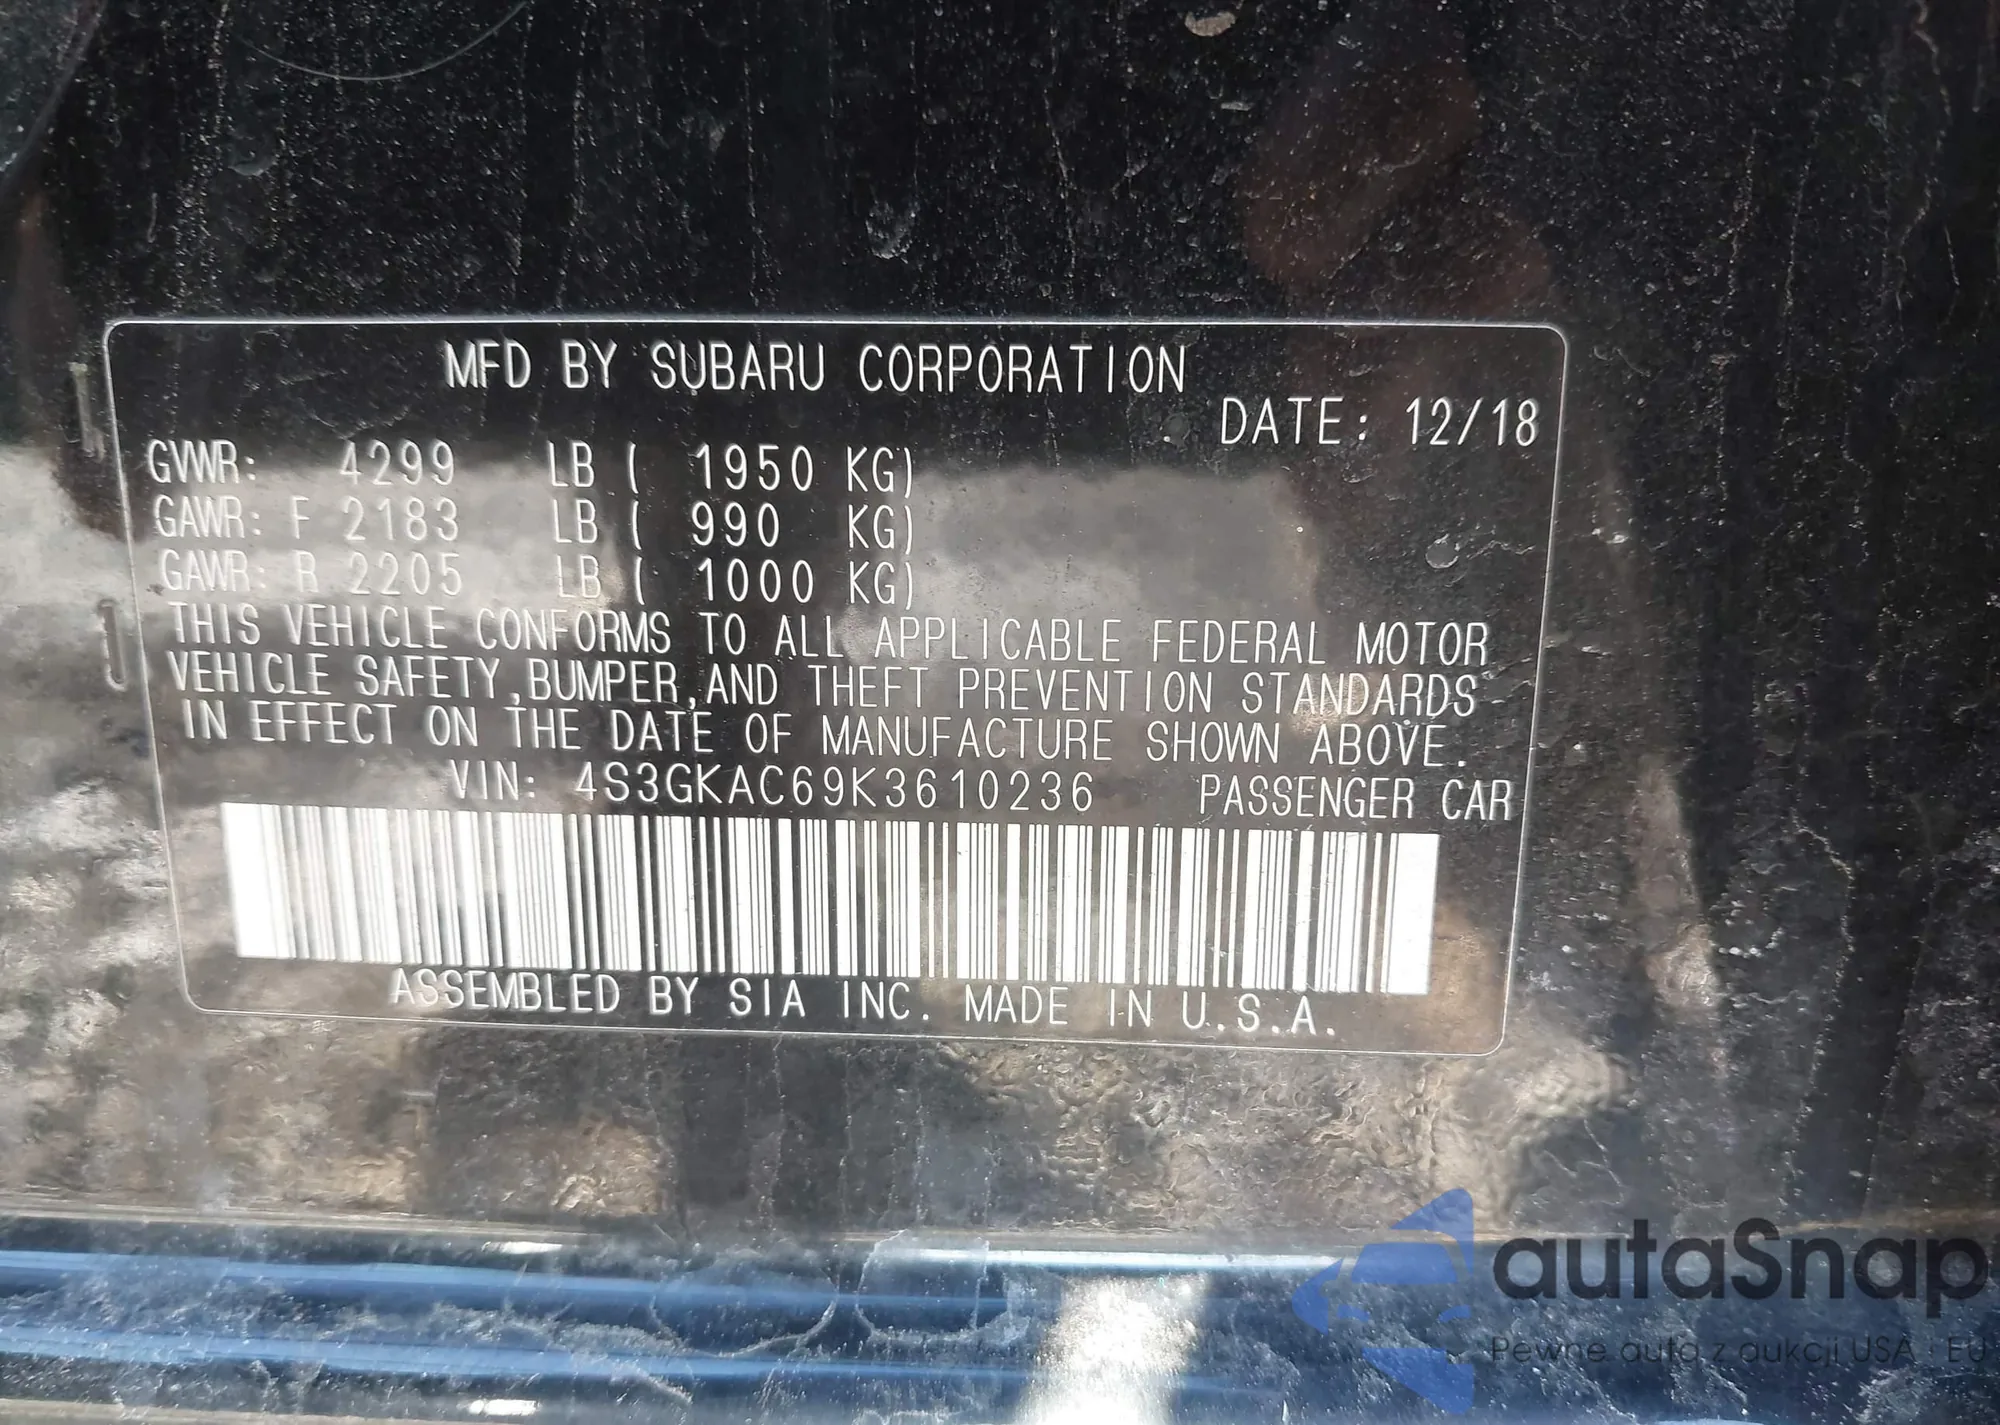 MFD BY SUBARU CORPORATION
DATE: 12/18
GVWR: 4299 LB ( 1950 KG)
GAWR: F 2183 LB ( 990 KG)
GAWR: R 2205 LB ( 1000 KG)
THIS VEHICLE CONFORMS TO ALL APPLICABLE FEDERAL MOTOR
VEHICLE SAFETY,BUMPER,AND THEFT PREVENTION STANDARDS
IN EFFECT ON THE DATE OF MANUFACTURE SHOWN ABOVE.
VIN: 4S3GKAC69K3610236 PASSENGER CAR
ASSEMBLED BY SIA INC. MADE IN U.S.A.
autaSnap
Pewne auta z aukcji USA i EU